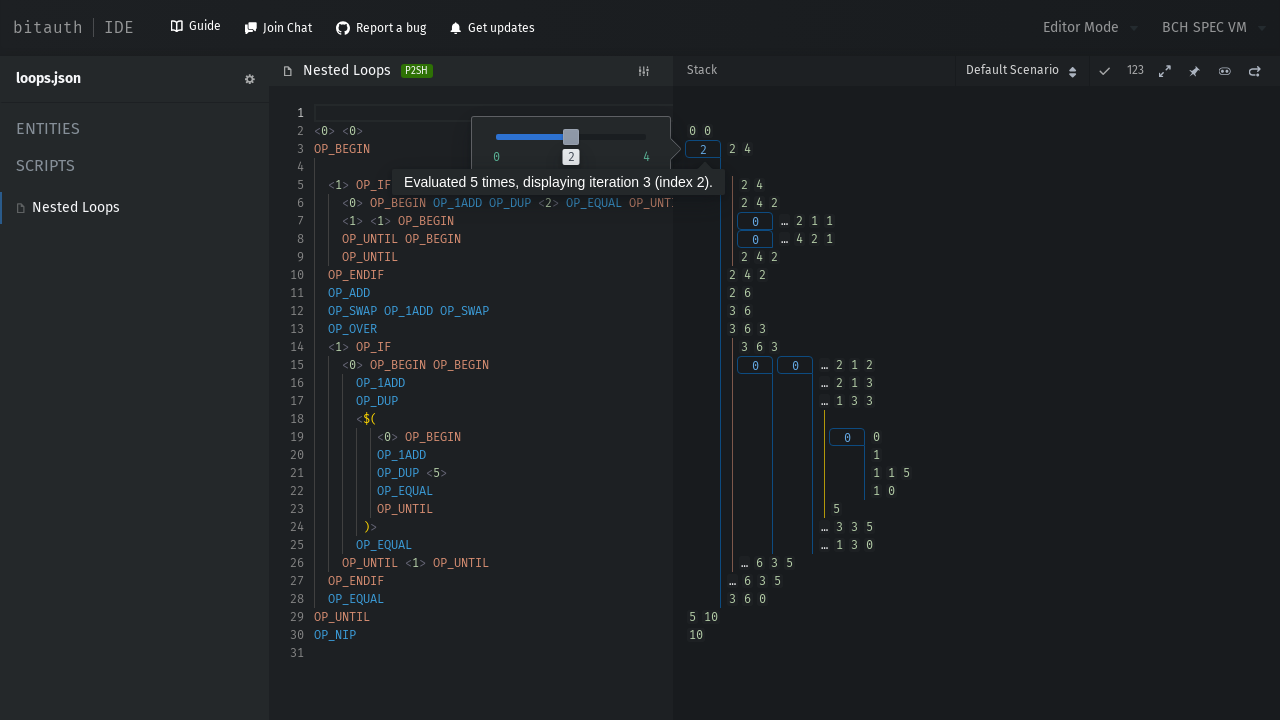 bitauth IDE Guide Join Chat Report a bug Get updates Editor Mode BCH SPEC VM
loops.json
ENTITIES
SCRIPTS
Nested Loops
Nested Loops P2SH
Stack Default Scenario 123
0 2 4
Evaluated 5 times, displaying iteration 3 (index 2).
1
2 <0> <0> 0 0
3 OP_BEGIN 2 2 4
4
5 <1> OP_IF 2 4
6 <0> OP_BEGIN OP_1ADD OP_DUP <2> OP_EQUAL OP_UNTI 2 4 2
7 <1> <1> OP_BEGIN 0 … 2 1 1
8 OP_UNTIL OP_BEGIN 0 … 4 2 1
9 OP_UNTIL 2 4 2
10 OP_ENDIF 2 4 2
11 OP_ADD 2 6
12 OP_SWAP OP_1ADD OP_SWAP 3 6
13 OP_OVER 3 6 3
14 <1> OP_IF 3 6 3
15 <0> OP_BEGIN OP_BEGIN 0 0 … 2 1 2
16 OP_1ADD … 2 1 3
17 OP_DUP … 1 3 3
18 <$(
19 <0> OP_BEGIN 0 0
20 OP_1ADD 1
21 OP_DUP <5> 1 1 5
22 OP_EQUAL 1 0
23 OP_UNTIL 5
24 )> … 3 3 5
25 OP_EQUAL … 1 3 0
26 OP_UNTIL <1> OP_UNTIL … 6 3 5
27 OP_ENDIF … 6 3 5
28 OP_EQUAL 3 6 0
29 OP_UNTIL 5 10
30 OP_NIP 10
31